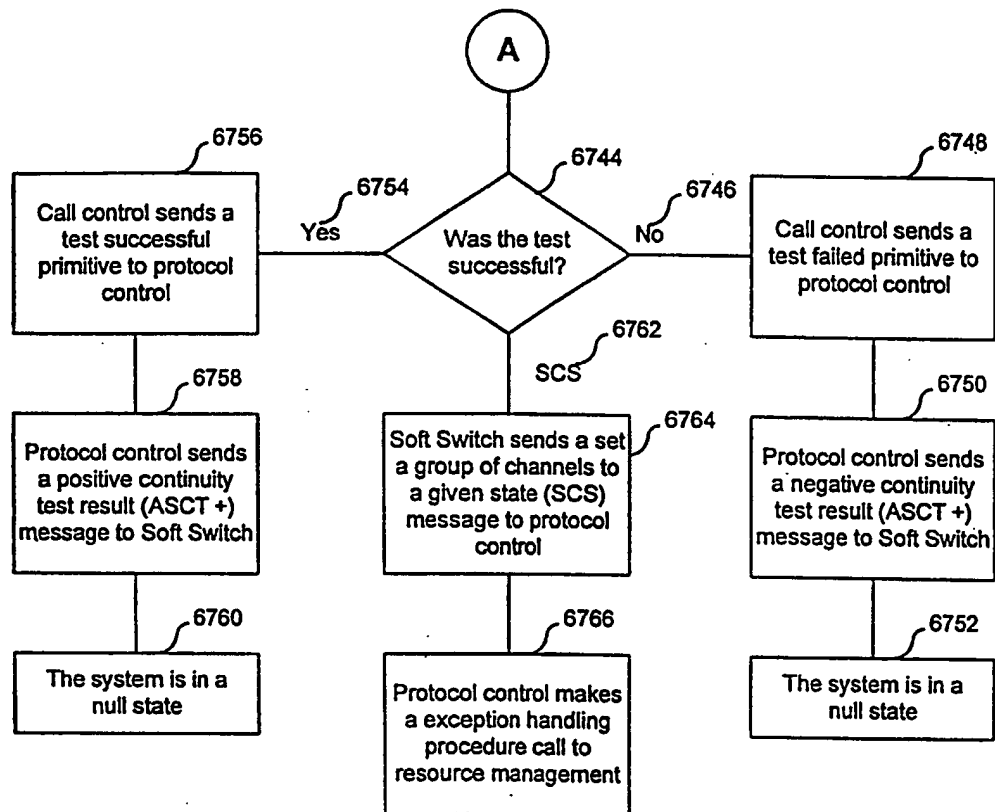 A
6756
Call control sends a
test successful
primitive to protocol
control
6754
Yes
6744
Was the test
successful?
6746
No
6748
Call control sends a
test failed primitive to
protocol control
6758
Protocol control sends
a positive continuity
test result (ASCT +)
message to Soft Switch
6762
SCS
6764
Soft Switch sends a set
a group of channels to
a given state (SCS)
message to protocol
control
6750
Protocol control sends
a negative continuity
test result (ASCT +)
message to Soft Switch
6760
The system is in a
null state
6766
Protocol control makes
a exception handling
procedure call to
resource management
6752
The system is in a
null state